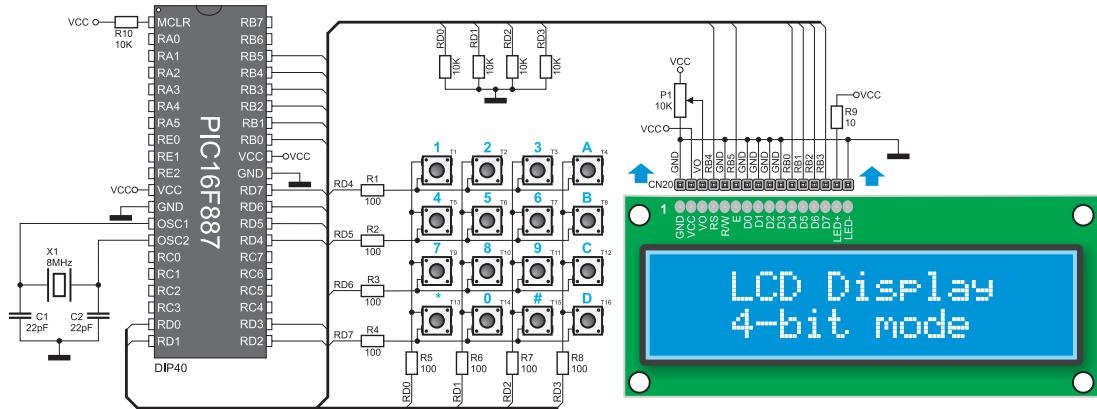 VCC
R10
10K
MCLR
RA0
RA1
RA2
RA3
RA4
RA5
RE0
RE1
RE2
VCC
VCC
GND
OSC1
OSC2
RC0
RC1
RC2
RC3
RD0
RD1
PIC16F887
RB7
RB6
RB5
RB4
RB3
RB2
RB1
RB0
VCC
VCC
GND
RD7
RD6
RD5
RD4
RC7
RC6
RC5
RC4
RD3
RD2
DIP40
X1
8MHz
C1
22pF
C2
22pF
RD0
RD1
RD2
RD3
10K
10K
10K
10K
RD4
R1
100
RD5
R2
100
RD6
R3
100
RD7
R4
100
1 T1 2 T2 3 T3 A T4
4 T5 5 T6 6 T7 B T8
7 T9 8 T10 9 T11 C T12
* T13 0 T14 # T15 D T16
R5 R6 R7 R8
100 100 100 100
RD0 RD1 RD2 RD3
VCC
P1
10K
VCC
VCC
R9
10
GND VO RB4 GND RB5 GND GND GND GND RB0 RB1 RB2 RB3
CN20
1
GND VCC VO RS R/W E D0 D1 D2 D3 D4 D5 D6 D7 LED+ LED-
LCD Display
4-bit mode